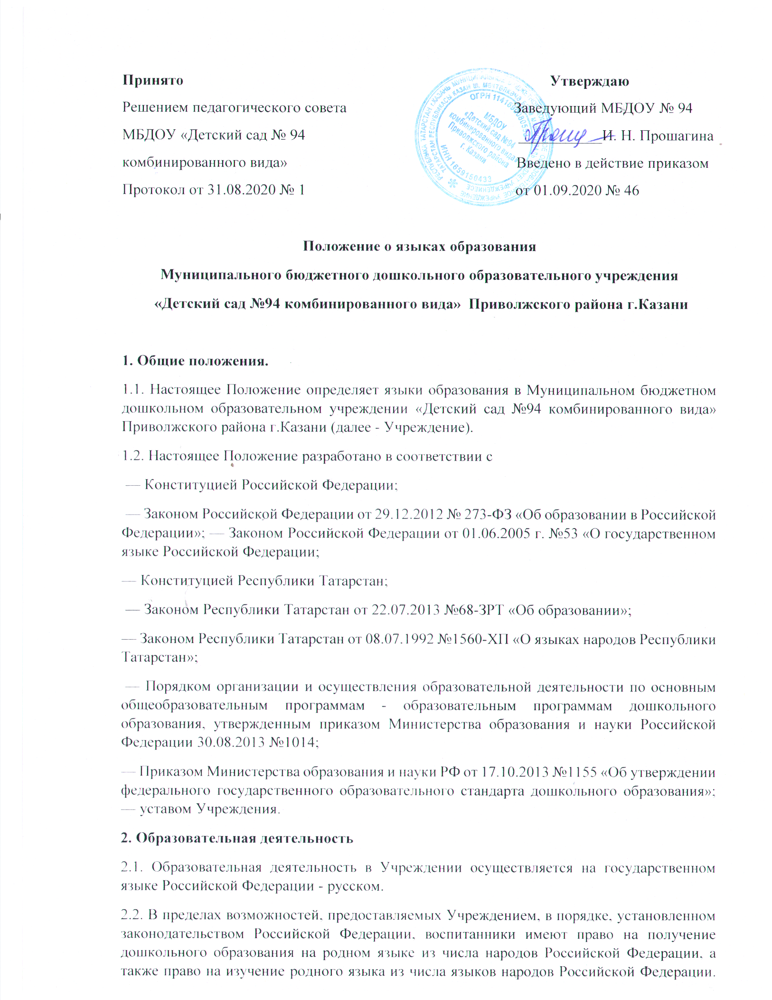 Принято
Утверждаю
Решением педагогического совета
Заведующий МБДОУ № 94
МБДОУ «Детский сад № 94
И. Н. Прошагина
комбинированного вида»
Введено в действие приказом
Протокол от 31.08.2020 № 1
от 01.09.2020 № 46
МБДОУ
«Детский сад №94
комбинированного вида»
Приволжского района
г. Казани
ИНН 1659150433
Положение о языках образования
Муниципального бюджетного дошкольного образовательного учреждения
«Детский сад №94 комбинированного вида» Приволжского района г.Казани
1. Общие положения.
1.1. Настоящее Положение определяет языки образования в Муниципальном бюджетном
дошкольном образовательном учреждении «Детский сад №94 комбинированного вида»
Приволжского района г.Казани (далее - Учреждение).
1.2. Настоящее Положение разработано в соответствии с
— Конституцией Российской Федерации;
— Законом Российской Федерации от 29.12.2012 № 273-ФЗ «Об образовании в Российской
Федерации»; — Законом Российской Федерации от 01.06.2005 г. №53 «О государственном
языке Российской Федерации;
— Конституцией Республики Татарстан;
— Законом Республики Татарстан от 22.07.2013 №68-ЗРТ «Об образовании»;
— Законом Республики Татарстан от 08.07.1992 №1560-XП «О языках народов Республики
Татарстан»;
— Порядком организации и осуществления образовательной деятельности по основным
общеобразовательным программам - образовательным программам дошкольного
образования, утвержденным приказом Министерства образования и науки Российской
Федерации 30.08.2013 №1014;
— Приказом Министерства образования и науки РФ от 17.10.2013 №1155 «Об утверждении
федерального государственного образовательного стандарта дошкольного образования»;
— уставом Учреждения.
2. Образовательная деятельность
2.1. Образовательная деятельность в Учреждении осуществляется на государственном
языке Российской Федерации - русском.
2.2. В пределах возможностей, предоставляемых Учреждением, в порядке, установленном
законодательством Российской Федерации, воспитанники имеют право на получение
дошкольного образования на родном языке из числа народов Российской Федерации, а
также право на изучение родного языка из числа языков народов Российской Федерации.